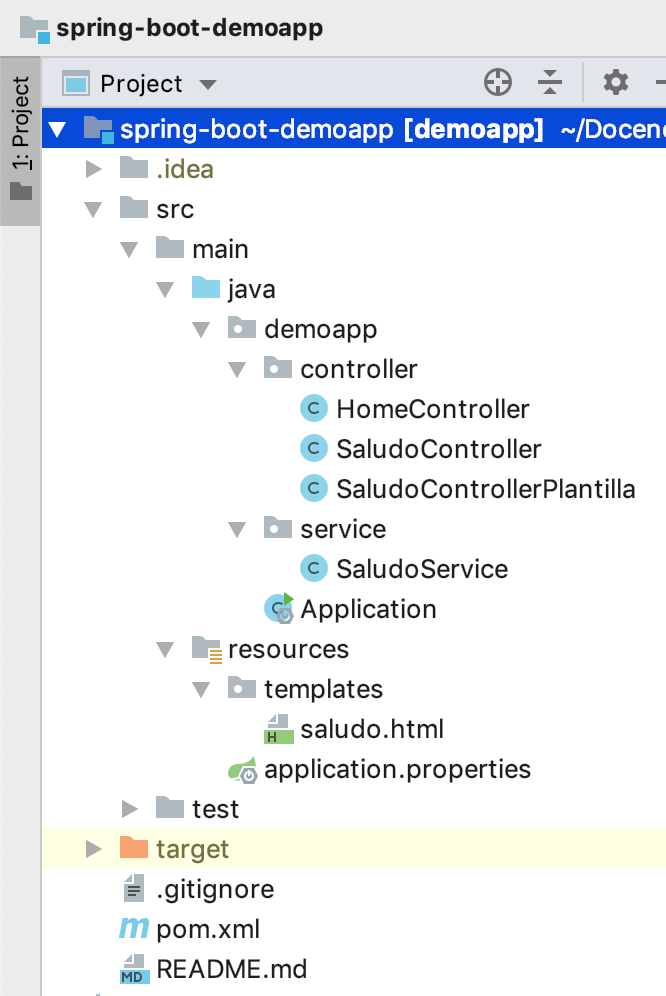 spring-boot-demoapp
1: Project
Project
spring-boot-demoapp [demoapp] ~/Docen
.idea
src
main
java
demoapp
controller
C HomeController
C SaludoController
C SaludoControllerPlantilla
service
C SaludoService
C Application
resources
templates
H saludo.html
application.properties
test
target
.gitignore
m pom.xml
MD README.md